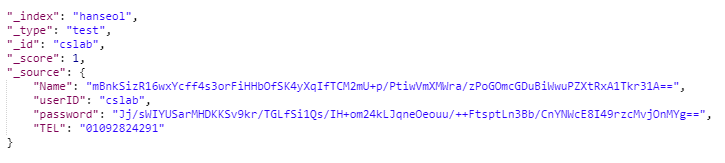 "_index": "hanseol",
"_type": "test",
"_id": "cslab",
"_score": 1,
"_source": {
"Name": "mBnkSizR16wxYcff4s3orFiHHbOfSK4yXqIfTCM2mU+p/PtiwVmXMWra/zPoGOmcGDuBiWwuPZXtRxA1Tkr31A==",
"userID": "cslab",
"password": "Jj/sWIYUSarMHDKKSv9kr/TGLfSi1Qs/IH+om24kLJqneOeouu/++FtsptLn3Bb/CnYNWcE8I49rzcMvjOnMYg==",
"TEL": "01092824291"
}